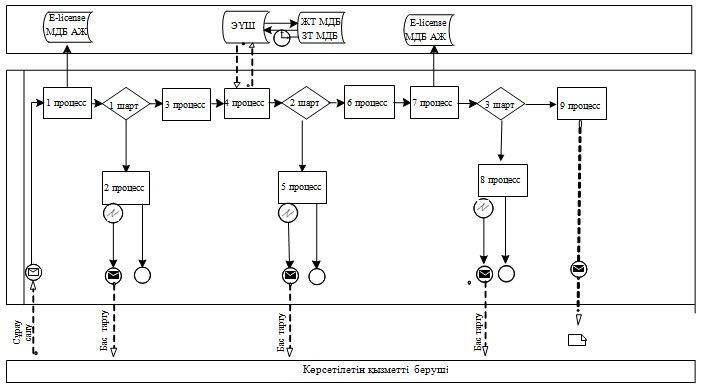 E-license
МДБ АЖ
ЭҮШ
ЖТ МДБ
ЗТ МДБ
E-license
МДБ АЖ
1 процесс
1 шарт
3 процесс
4 процесс
2 шарт
6 процесс
7 процесс
3 шарт
9 процесс
2 процесс
5 процесс
8 процесс
Сұрау
салу
Бас тарту
Бас тарту
Бас тарту
Көрсетілетін қызметті беруші